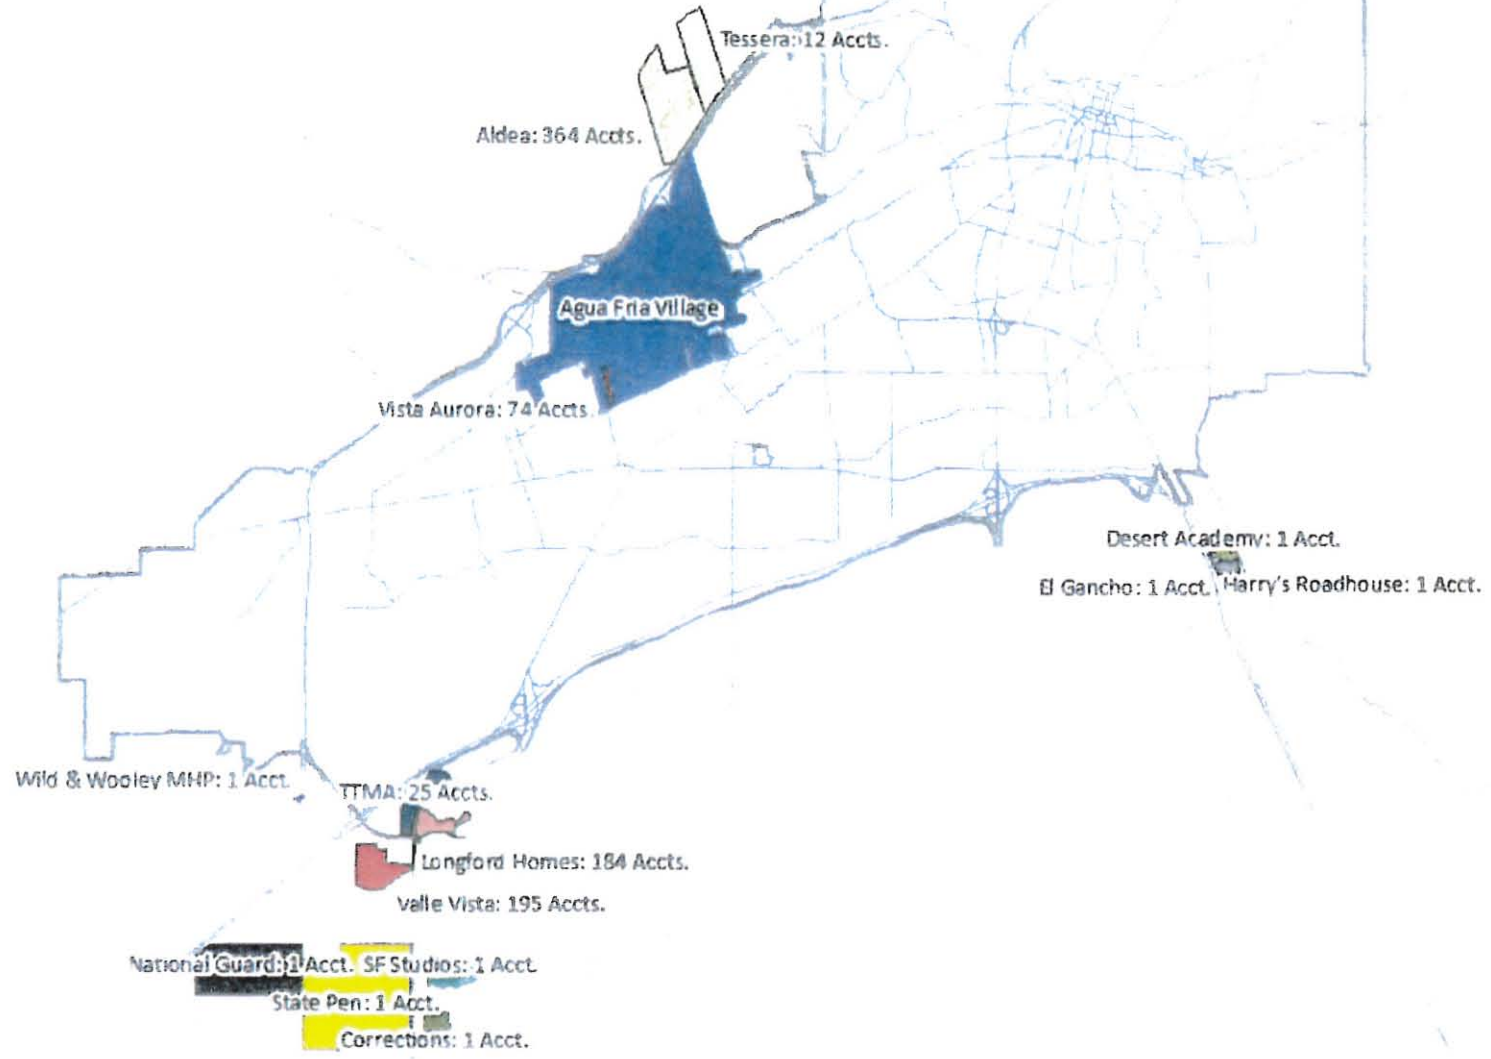 Tessera: 12 Accts.
Aldea: 364 Accts.
Agua Fria Village
Vista Aurora: 74 Accts.
Desert Academy: 1 Acct.
El Gancho: 1 Acct. Harry's Roadhouse: 1 Acct.
Wild & Wooley MHP: 1 Acct.
TTMA: 25 Accts.
Longford Homes: 184 Accts.
Valle Vista: 195 Accts.
National Guard: 1 Acct. SF Studios: 1 Acct.
State Pen: 1 Acct.
Corrections: 1 Acct.